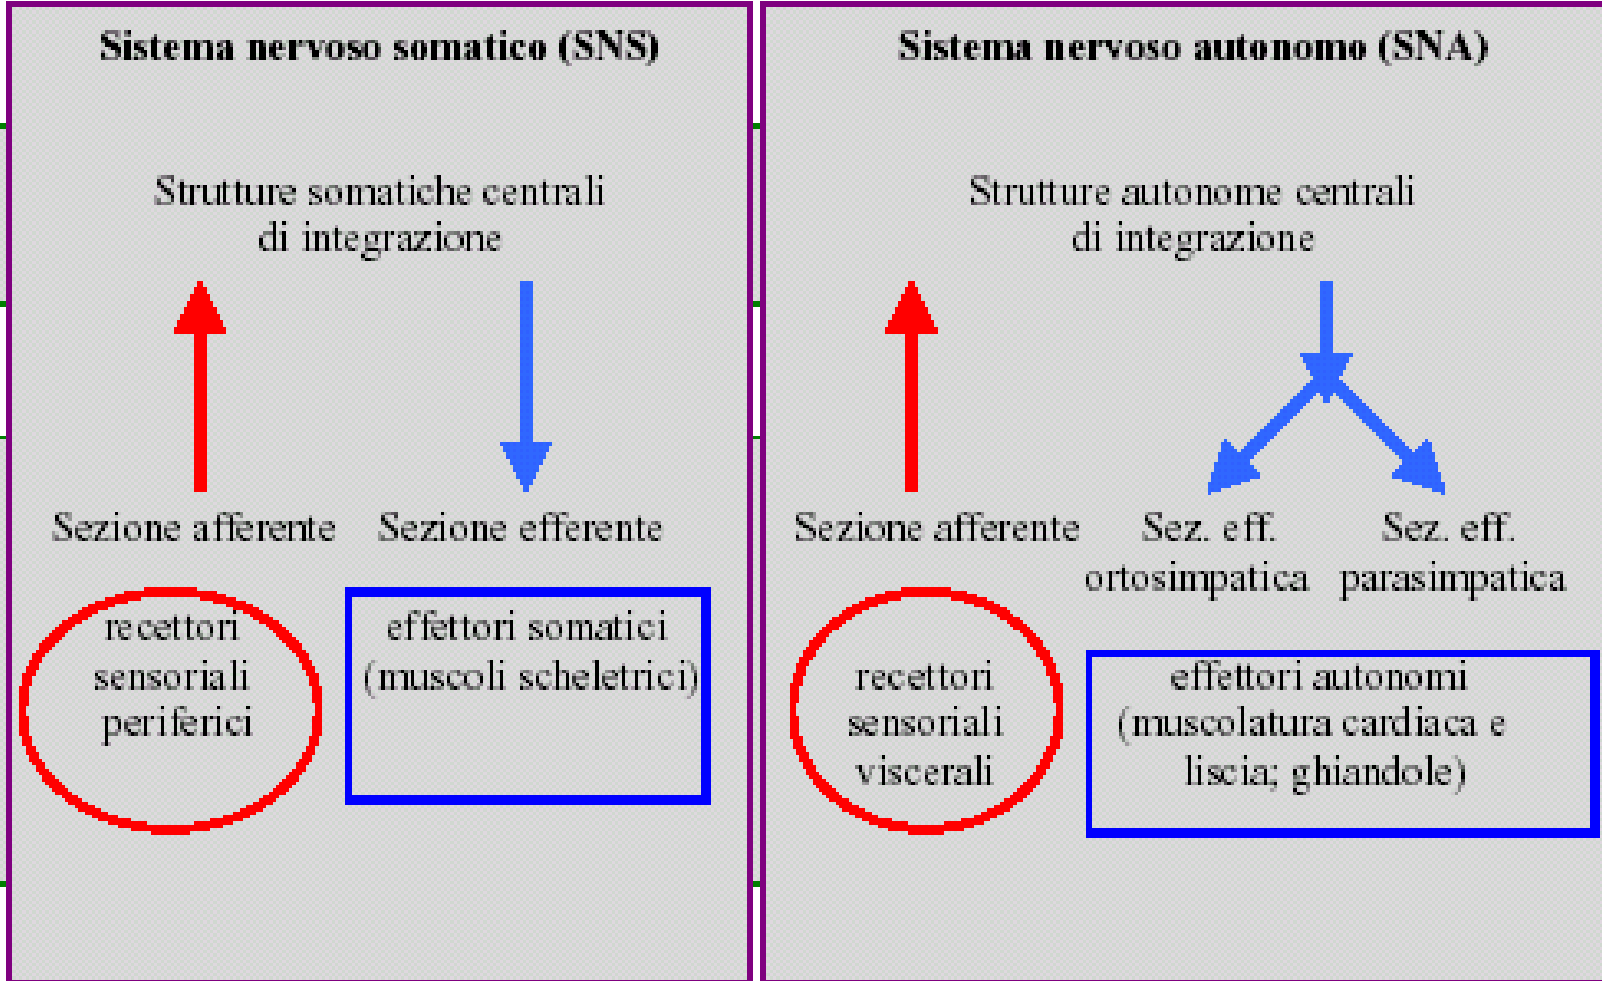 Sistema nervoso somatico (SNS)
Strutture somatiche centrali
di integrazione
Sezione afferente
Sezione efferente
recettori
sensoriali
periferici
effettori somatici
(muscoli scheletrici)
Sistema nervoso autonomo (SNA)
Strutture autonome centrali
di integrazione
Sezione afferente
Sez. eff.
ortosimpatica
Sez. eff.
parasimpatica
recettori
sensoriali
viscerali
effettori autonomi
(muscolatura cardiaca e
liscia; ghiandole)